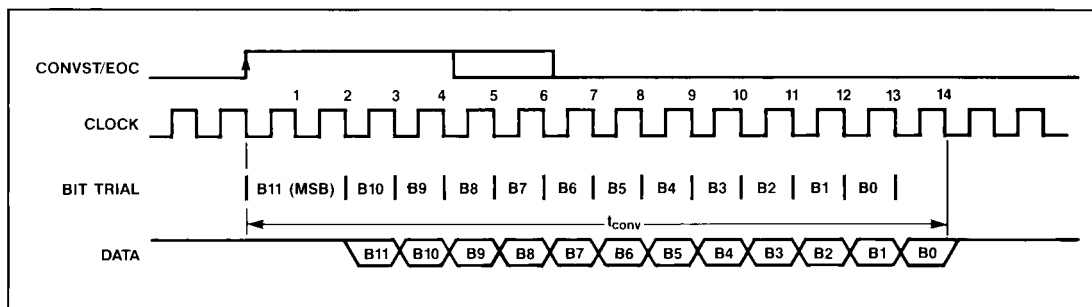 CONVST/EOC
1 2 3 4 5 6 7 8 9 10 11 12 13 14
CLOCK
BIT TRIAL B11 (MSB) B10 B9 B8 B7 B6 B5 B4 B3 B2 B1 B0
tconv
DATA B11 B10 B9 B8 B7 B6 B5 B4 B3 B2 B1 B0